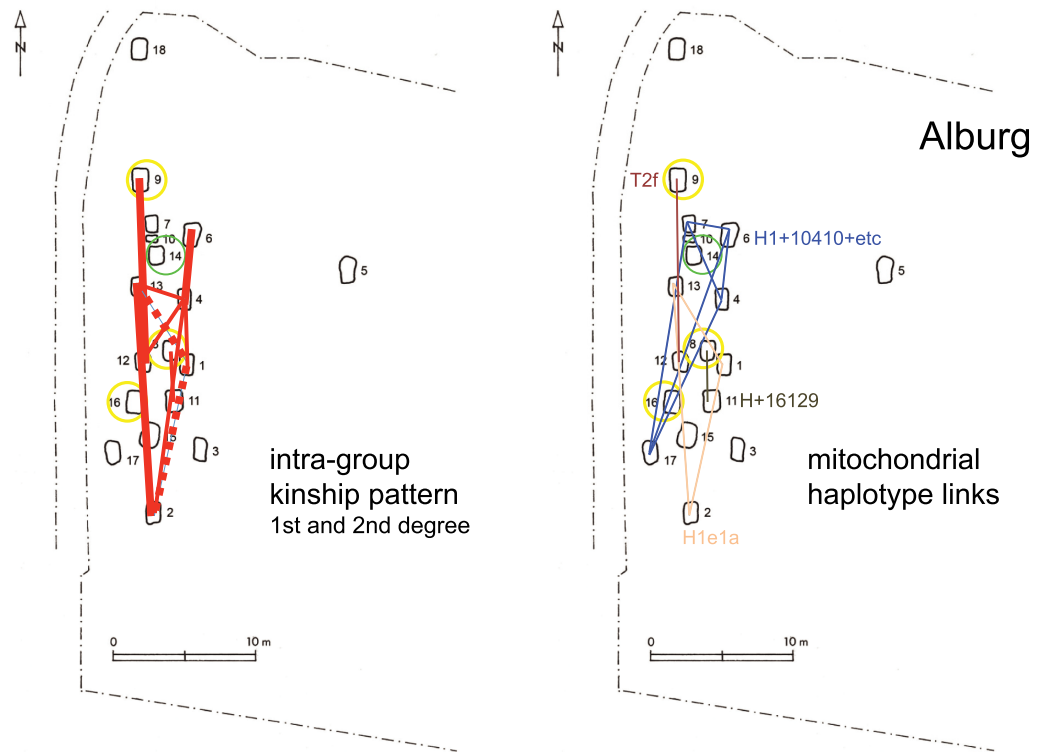 N
18
9
7
10
6
14
5
13
4
8
12
1
16
11
15
17
3
2
intra-group
kinship pattern
1st and 2nd degree
0
10 m
Alburg
N
18
T2f
9
7
10
6
H1+10410+etc
14
5
13
4
8
12
1
16
11
H+16129
15
17
3
2
H1e1a
mitochondrial
haplotype links
0
10 m